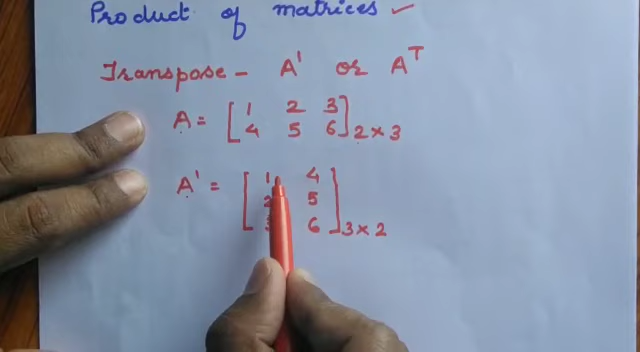 Product of matrices ✓
Transpose - A' or Aᵀ
A = [ 1 2 3
4 5 6 ] 2 × 3
A' = [ 1 4
2 5
3 6 ] 3 × 2